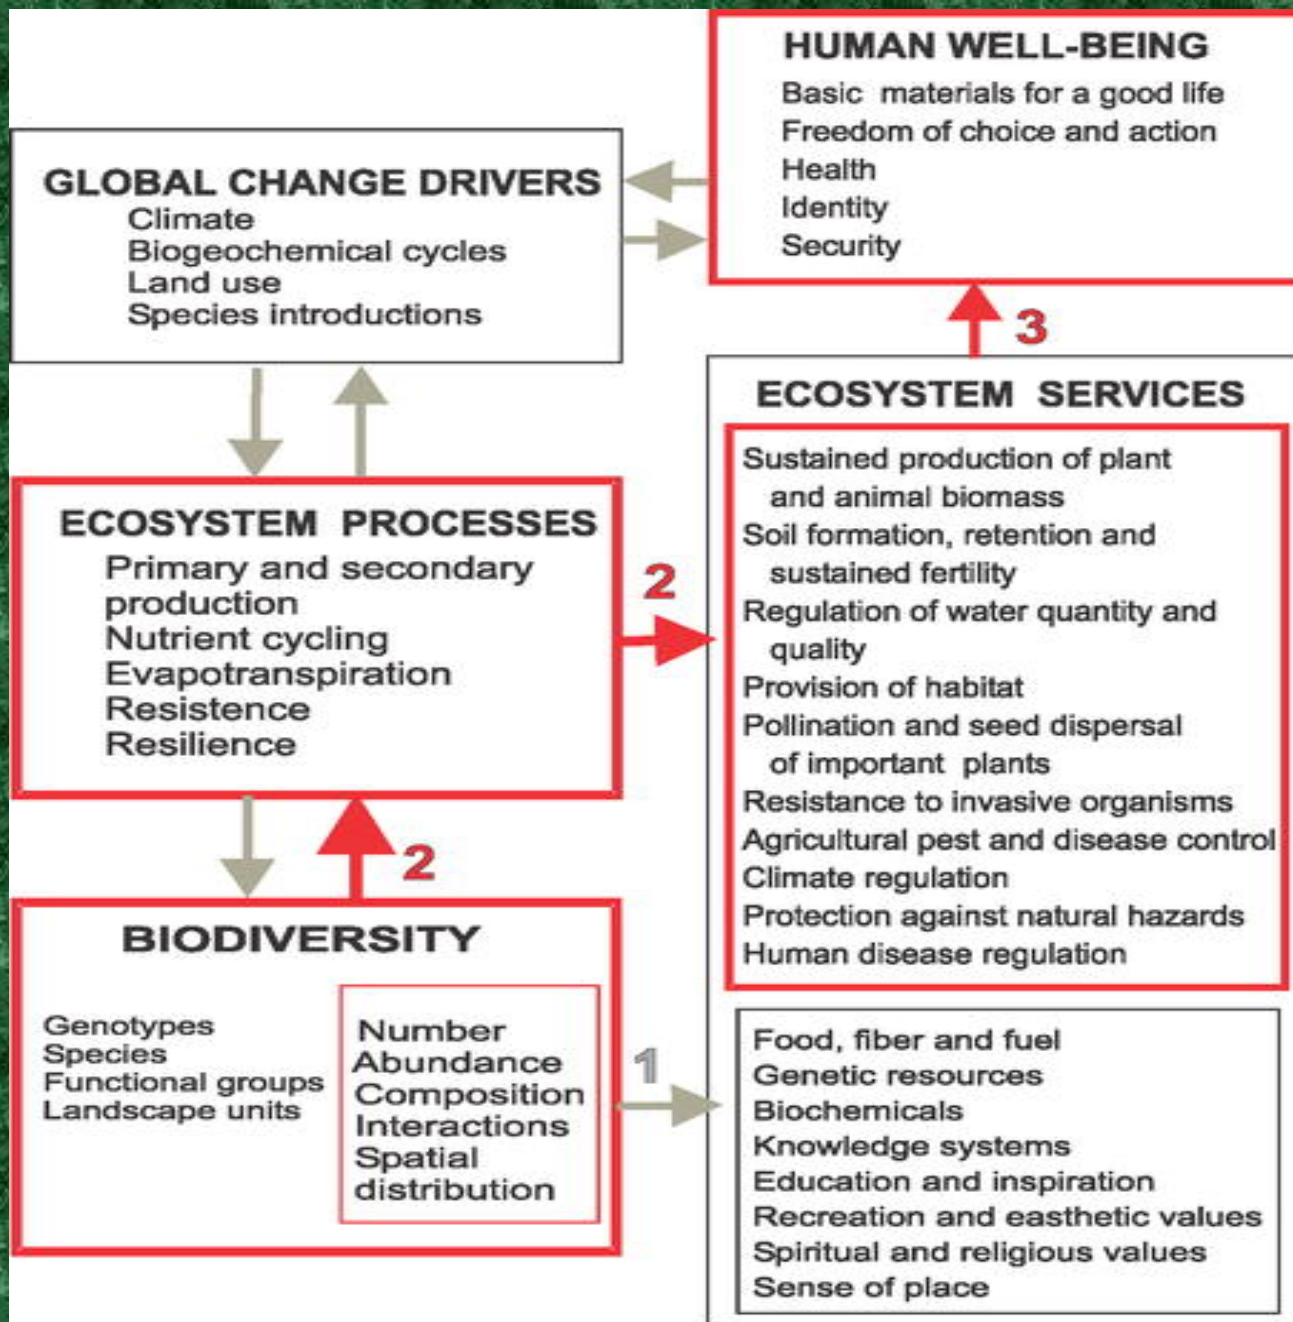 HUMAN WELL-BEING
Basic materials for a good life
Freedom of choice and action
Health
Identity
Security
GLOBAL CHANGE DRIVERS
Climate
Biogeochemical cycles
Land use
Species introductions
3
ECOSYSTEM SERVICES
Sustained production of plant
and animal biomass
Soil formation, retention and
sustained fertility
Regulation of water quantity and
quality
Provision of habitat
Pollination and seed dispersal
of important plants
Resistance to invasive organisms
Agricultural pest and disease control
Climate regulation
Protection against natural hazards
Human disease regulation
ECOSYSTEM PROCESSES
Primary and secondary
production
Nutrient cycling
Evapotranspiration
Resistence
Resilience
2
2
BIODIVERSITY
Genotypes
Species
Functional groups
Landscape units
Number
Abundance
Composition
Interactions
Spatial
distribution
1
Food, fiber and fuel
Genetic resources
Biochemicals
Knowledge systems
Education and inspiration
Recreation and easthetic values
Spiritual and religious values
Sense of place